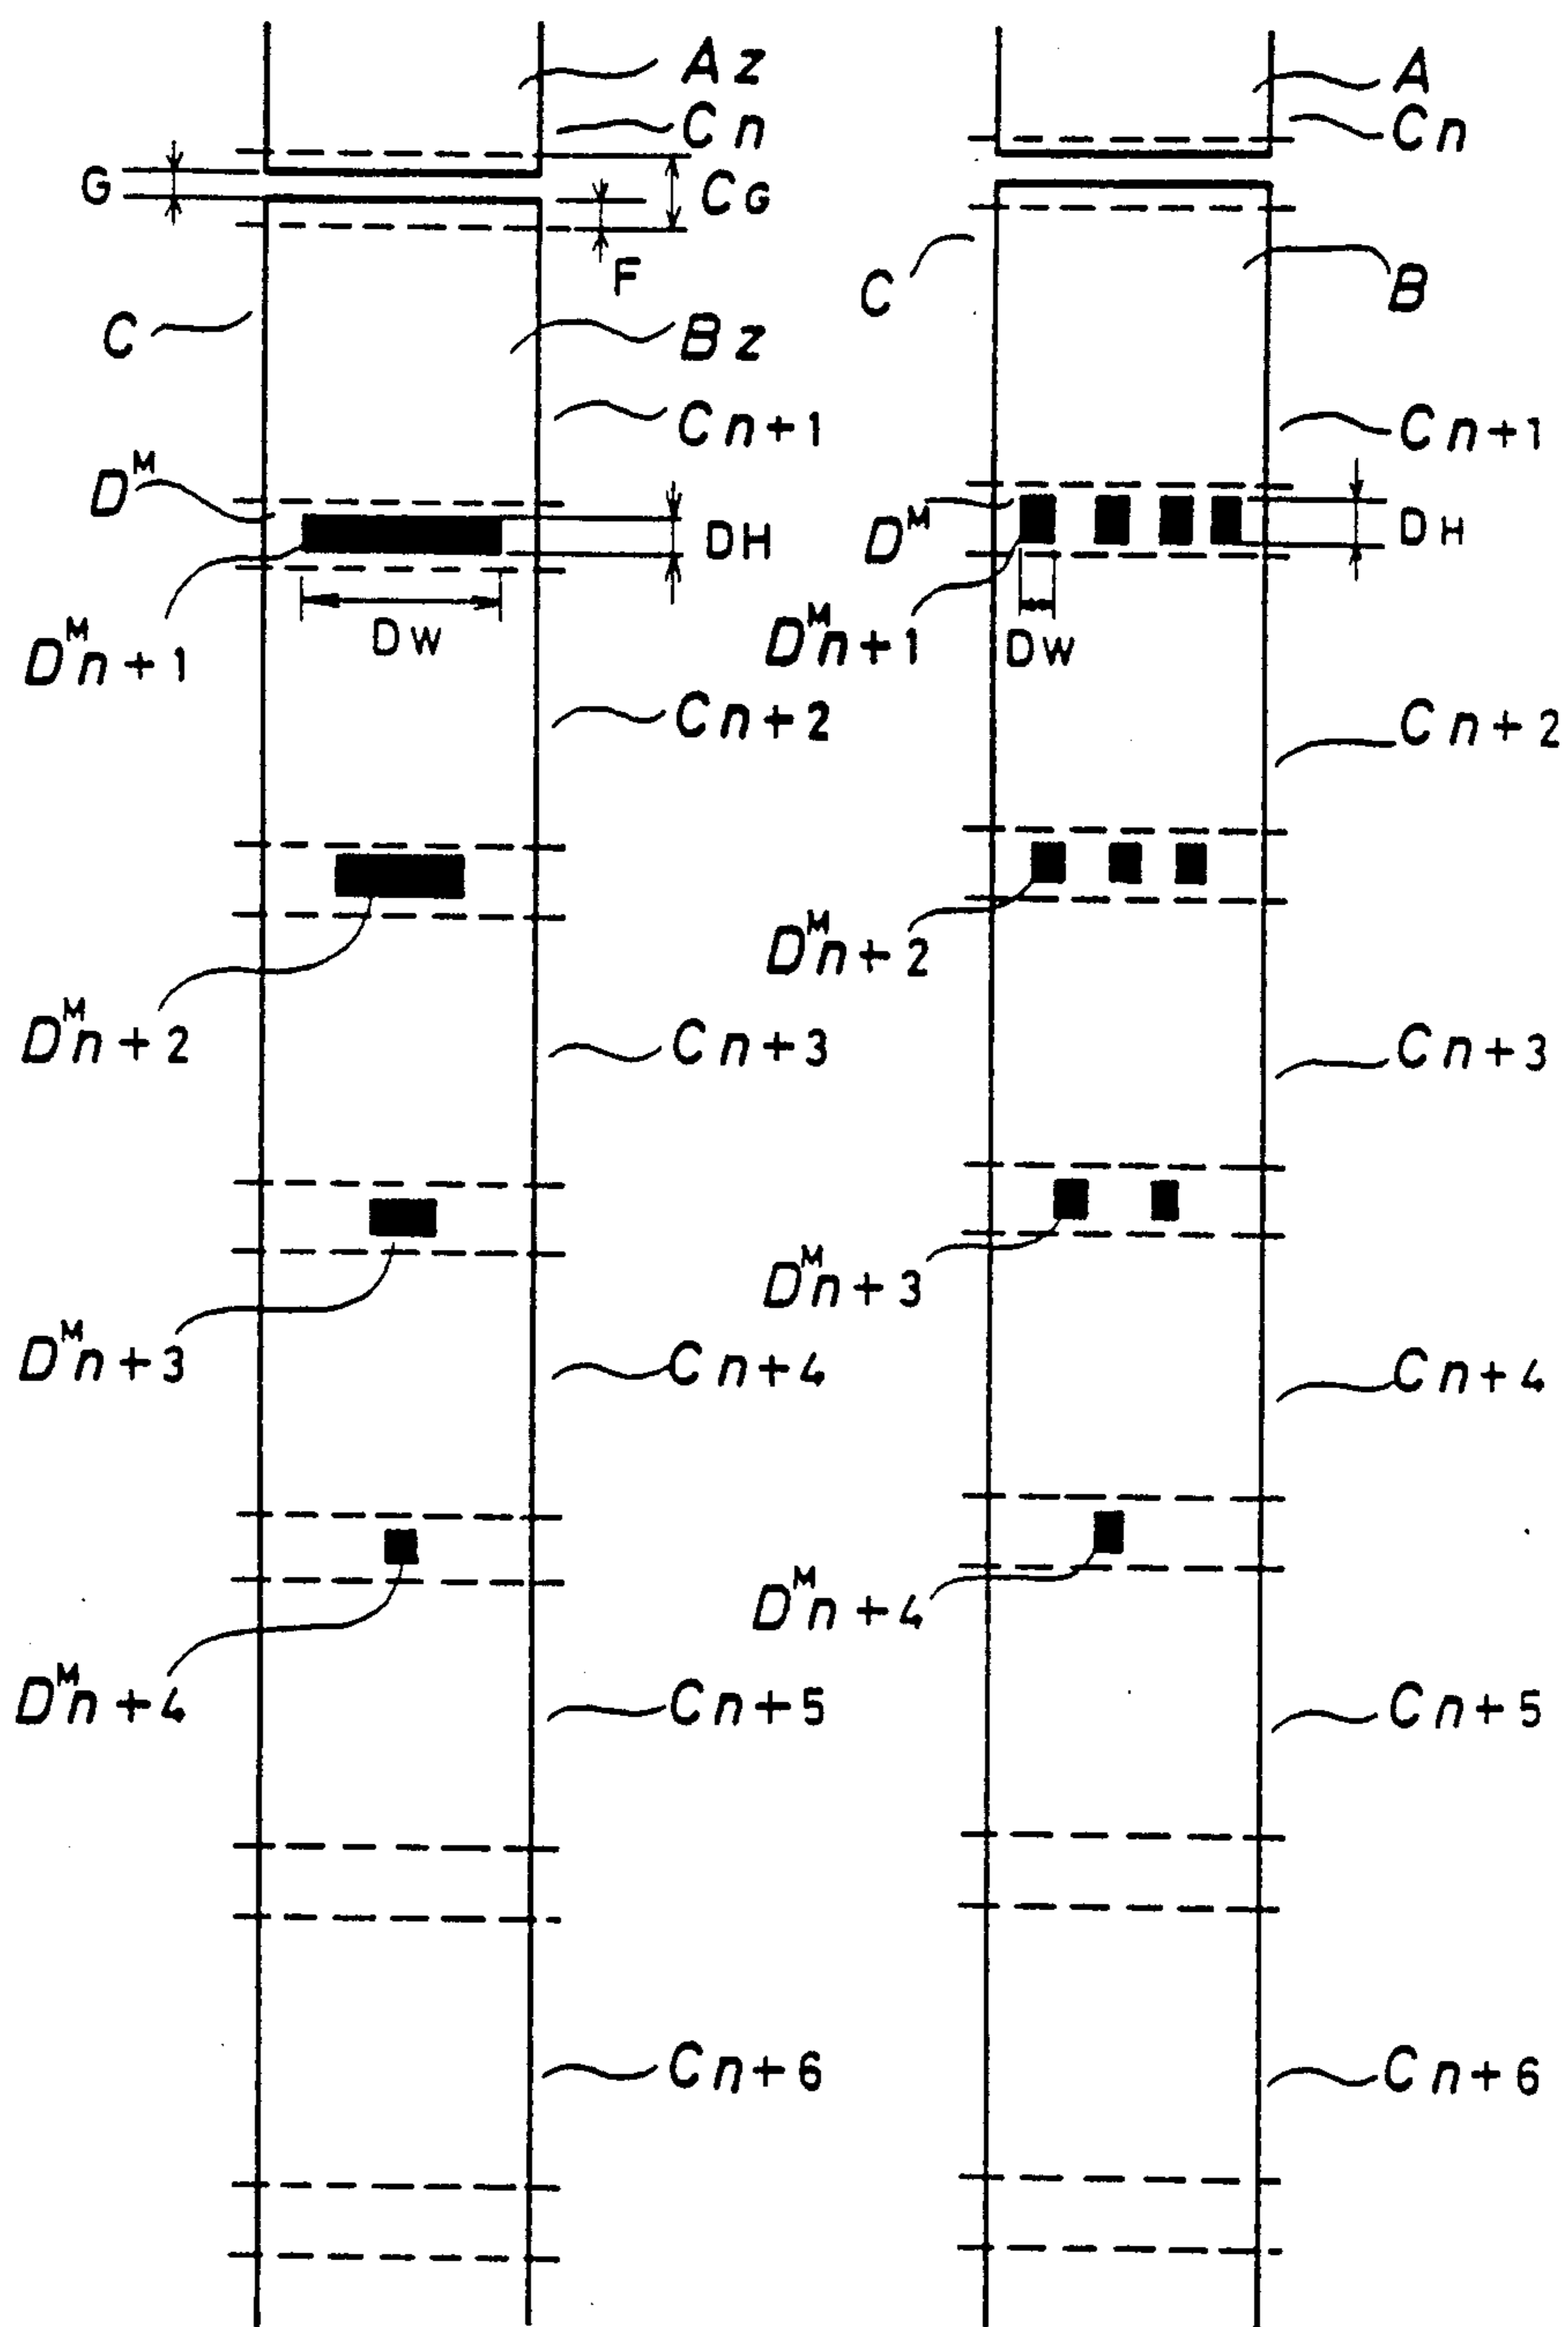 Az
Cn
G
CG
F
C
Bz
Cn+1
D^M
DH
D^Mn+1
DW
Cn+2
D^Mn+2
Cn+3
D^Mn+3
Cn+4
D^Mn+4
Cn+5
Cn+6
A
Cn
C
B
Cn+1
D^M
DH
D^Mn+1
DW
Cn+2
D^Mn+2
Cn+3
D^Mn+3
Cn+4
D^Mn+4
Cn+5
Cn+6